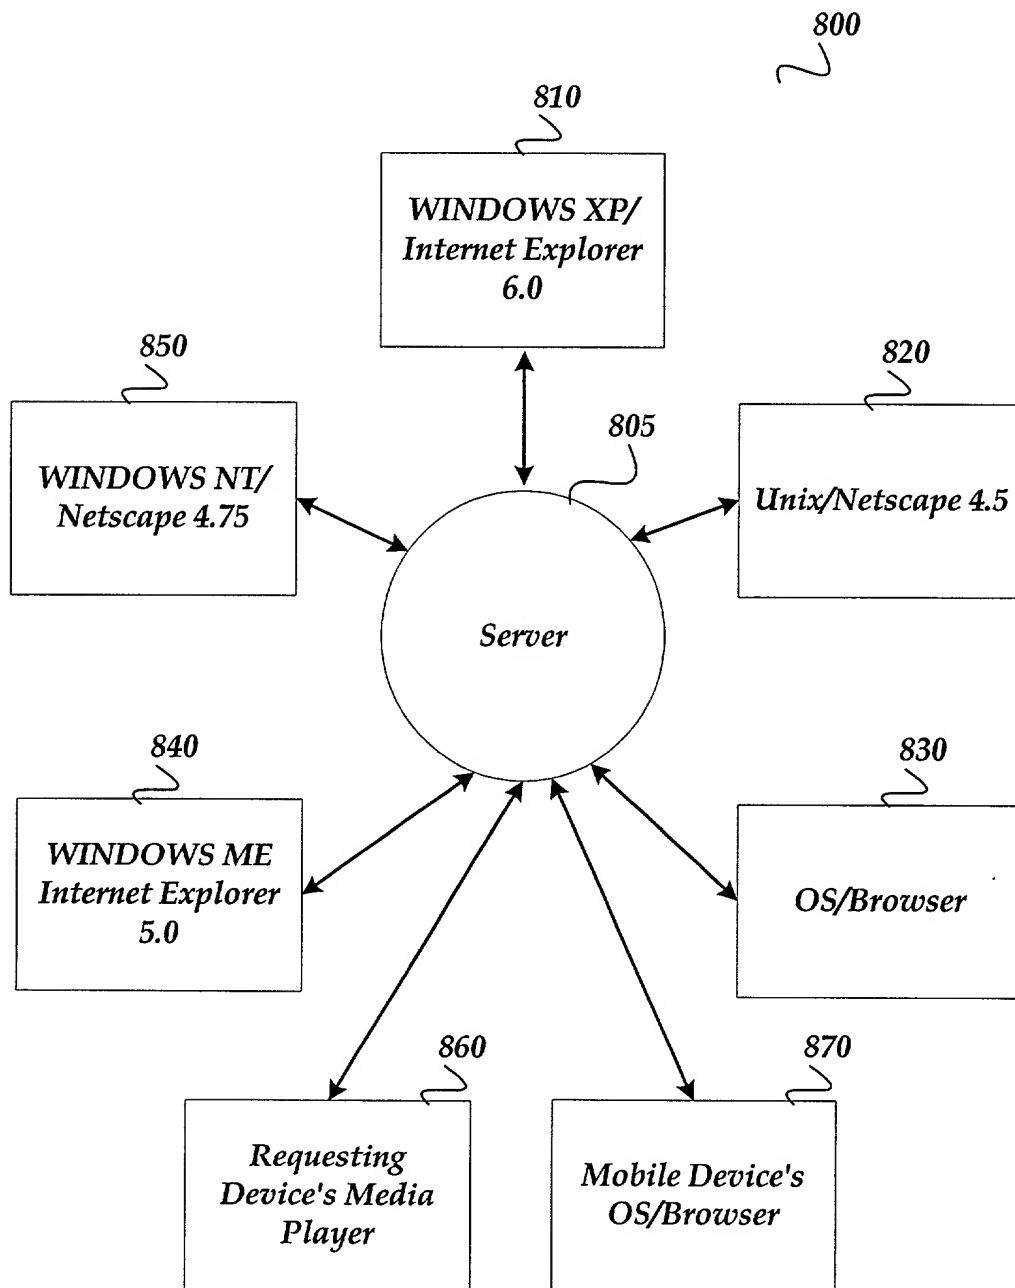 800
810
WINDOWS XP/
Internet Explorer
6.0
850
WINDOWS NT/
Netscape 4.75
820
Unix/Netscape 4.5
805
Server
840
WINDOWS ME
Internet Explorer
5.0
830
OS/Browser
860
Requesting
Device's Media
Player
870
Mobile Device's
OS/Browser